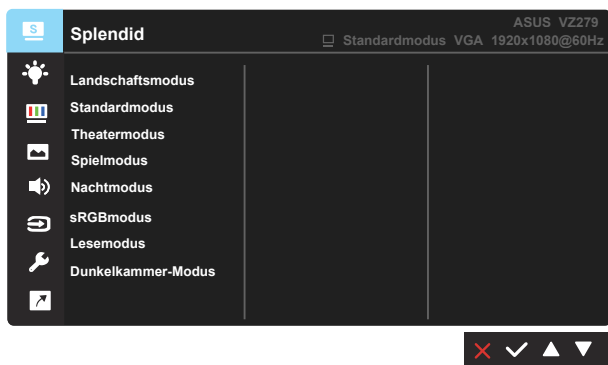 S
Splendid
ASUS VZ279
Standardmodus VGA 1920x1080@60Hz
Landschaftsmodus
Standardmodus
Theatermodus
Spielmodus
Nachtmodus
sRGBmodus
Lesemodus
Dunkelkammer-Modus